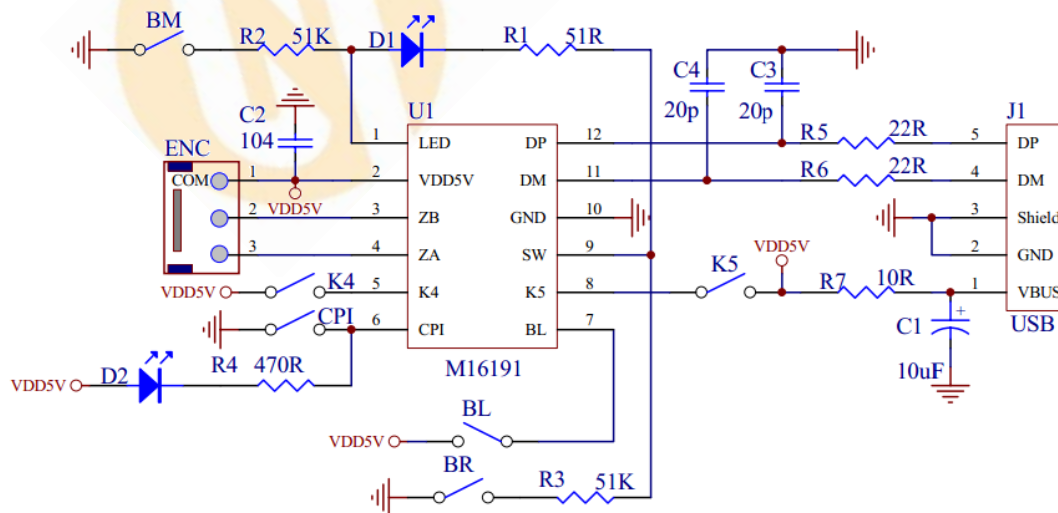 BM
R2 51K
D1
R1 51R
C4
20p
C3
20p
C2
104
U1
J1
ENC
COM
1
2
3
VDD5V
1 LED
2 VDD5V
3 ZB
4 ZA
5 K4
6 CPI
DP 12
DM 11
GND 10
SW 9
K5 8
BL 7
M16191
R5 22R
R6 22R
5 DP
4 DM
3 Shield
2 GND
1 VBUS
USB
VDD5V
K5
R7 10R
C1
+
10uF
VDD5V
K4
CPI
R4 470R
VDD5V
D2
BL
VDD5V
BR
R3 51K